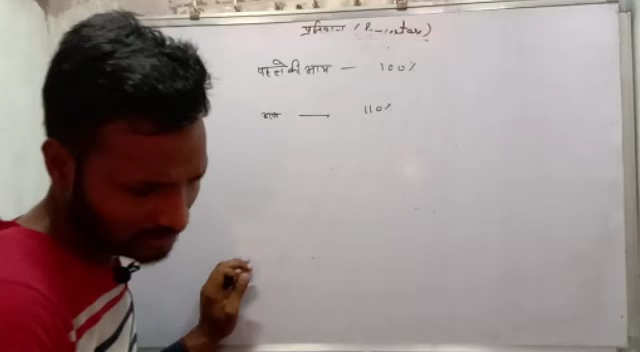 प्रतिशत (
पहले की आय — 100%
— 110%